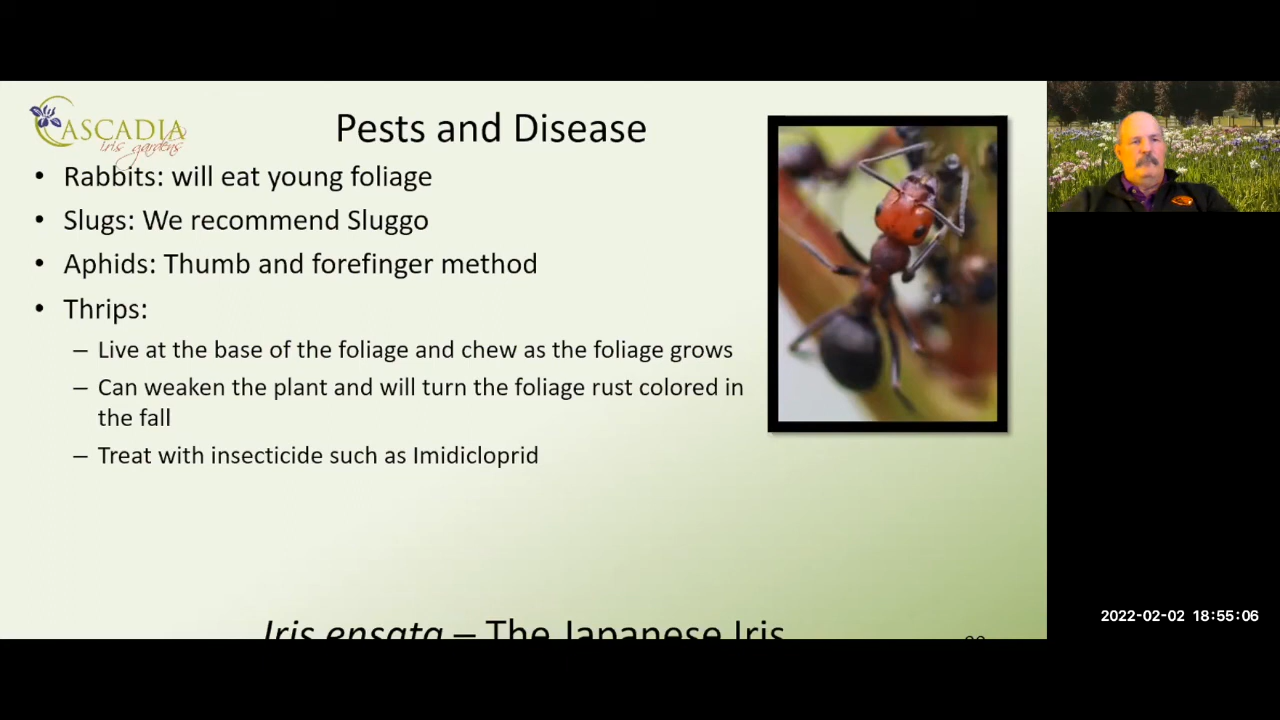 CASCADIA
iris gardens
Pests and Disease
• Rabbits: will eat young foliage
• Slugs: We recommend Sluggo
• Aphids: Thumb and forefinger method
• Thrips:
– Live at the base of the foliage and chew as the foliage grows
– Can weaken the plant and will turn the foliage rust colored in
the fall
– Treat with insecticide such as Imidicloprid
Iris ensata – The Japanese Iris
2022-02-02 18:55:06